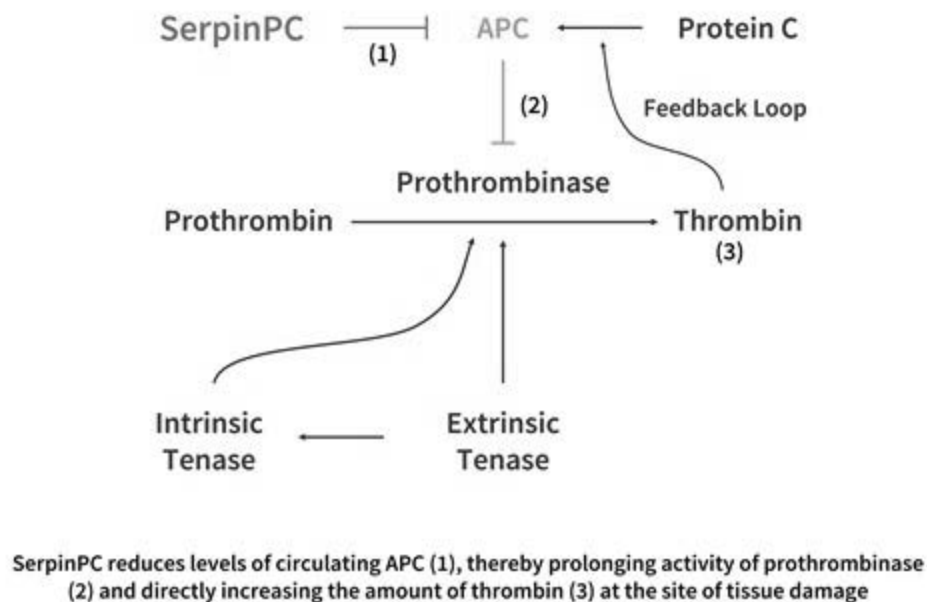 SerpinPC
APC
Protein C
(1)
(2)
Feedback Loop
Prothrombinase
Prothrombin
Thrombin
(3)
Intrinsic
Tenase
Extrinsic
Tenase
SerpinPC reduces levels of circulating APC (1), thereby prolonging activity of prothrombinase
(2) and directly increasing the amount of thrombin (3) at the site of tissue damage